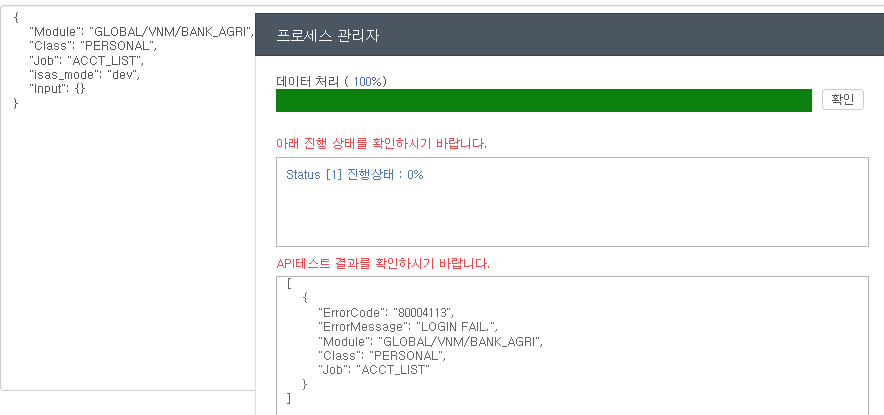 {
"Module": "GLOBAL/VNM/BANK_AGRI",
"Class": "PERSONAL",
"Job": "ACCT_LIST",
"isas_mode": "dev",
"Input": {}
}
프로세스 관리자
데이터 처리 ( 100%)
확인
아래 진행 상태를 확인하시기 바랍니다.
Status [1] 진행상태 : 0%
API테스트 결과를 확인하시기 바랍니다.
[
{
"ErrorCode": "80004113",
"ErrorMessage": "LOGIN FAIL.",
"Module": "GLOBAL/VNM/BANK_AGRI",
"Class": "PERSONAL",
"Job": "ACCT_LIST"
}
]